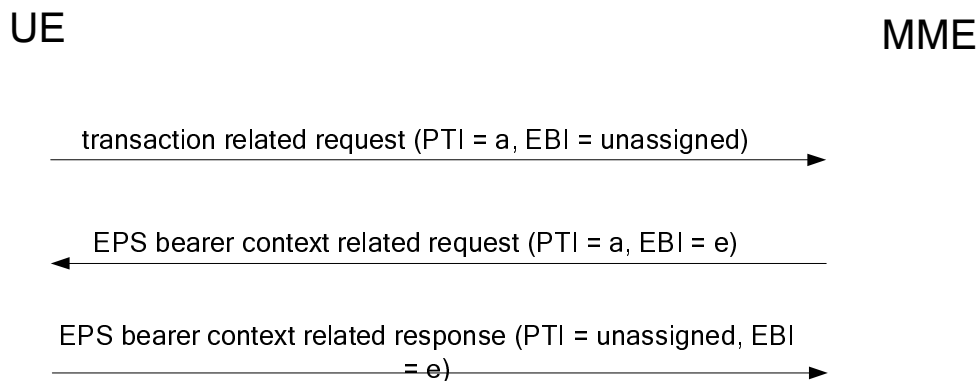 UE
MME
transaction related request (PTI = a, EBI = unassigned)
EPS bearer context related request (PTI = a, EBI = e)
EPS bearer context related response (PTI = unassigned, EBI
= e)